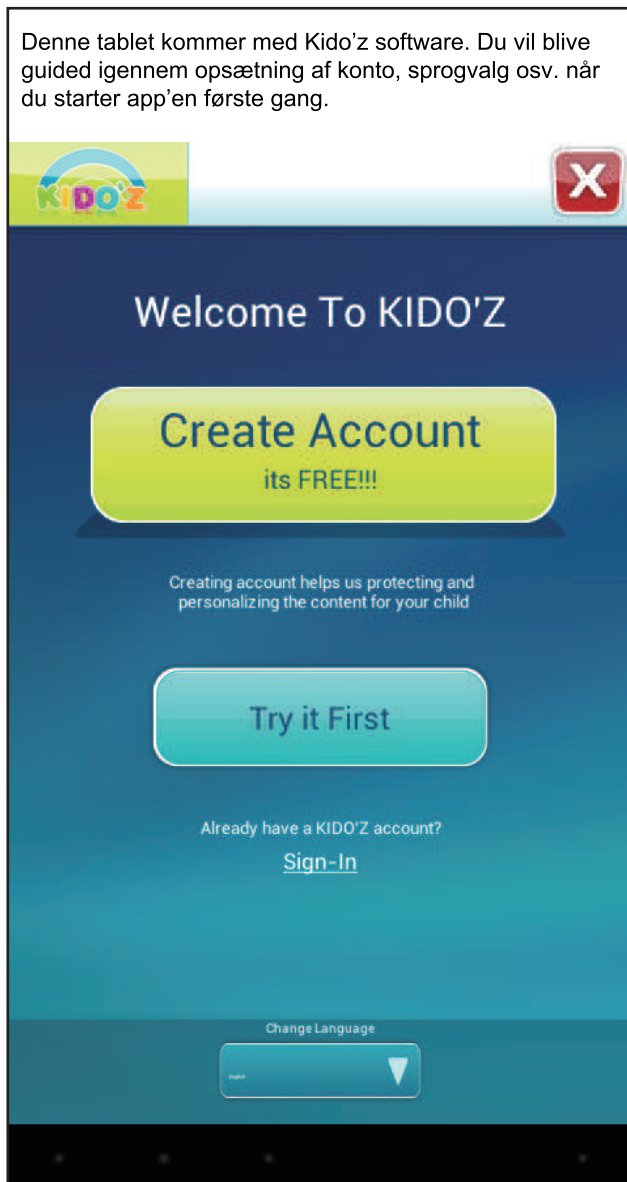 Denne tablet kommer med Kido’z software. Du vil blive
guided igennem opsætning af konto, sprogvalg osv. når
du starter app’en første gang.
KIDO'Z
Welcome To KIDO'Z
Create Account
its FREE!!!
Creating account helps us protecting and
personalizing the content for your child
Try it First
Already have a KIDO'Z account?
Sign-In
Change Language
English